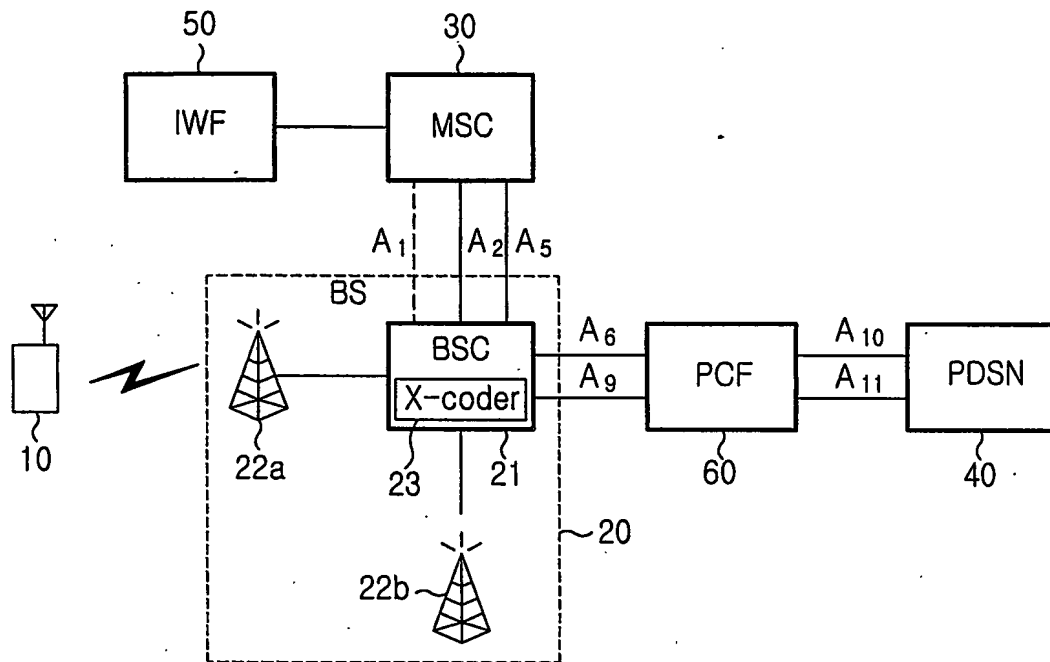 50
30
IWF
MSC
A1
A2
A5
BS
BSC
X-coder
A6
A9
PCF
A10
A11
PDSN
10
22a
23
21
60
40
20
22b